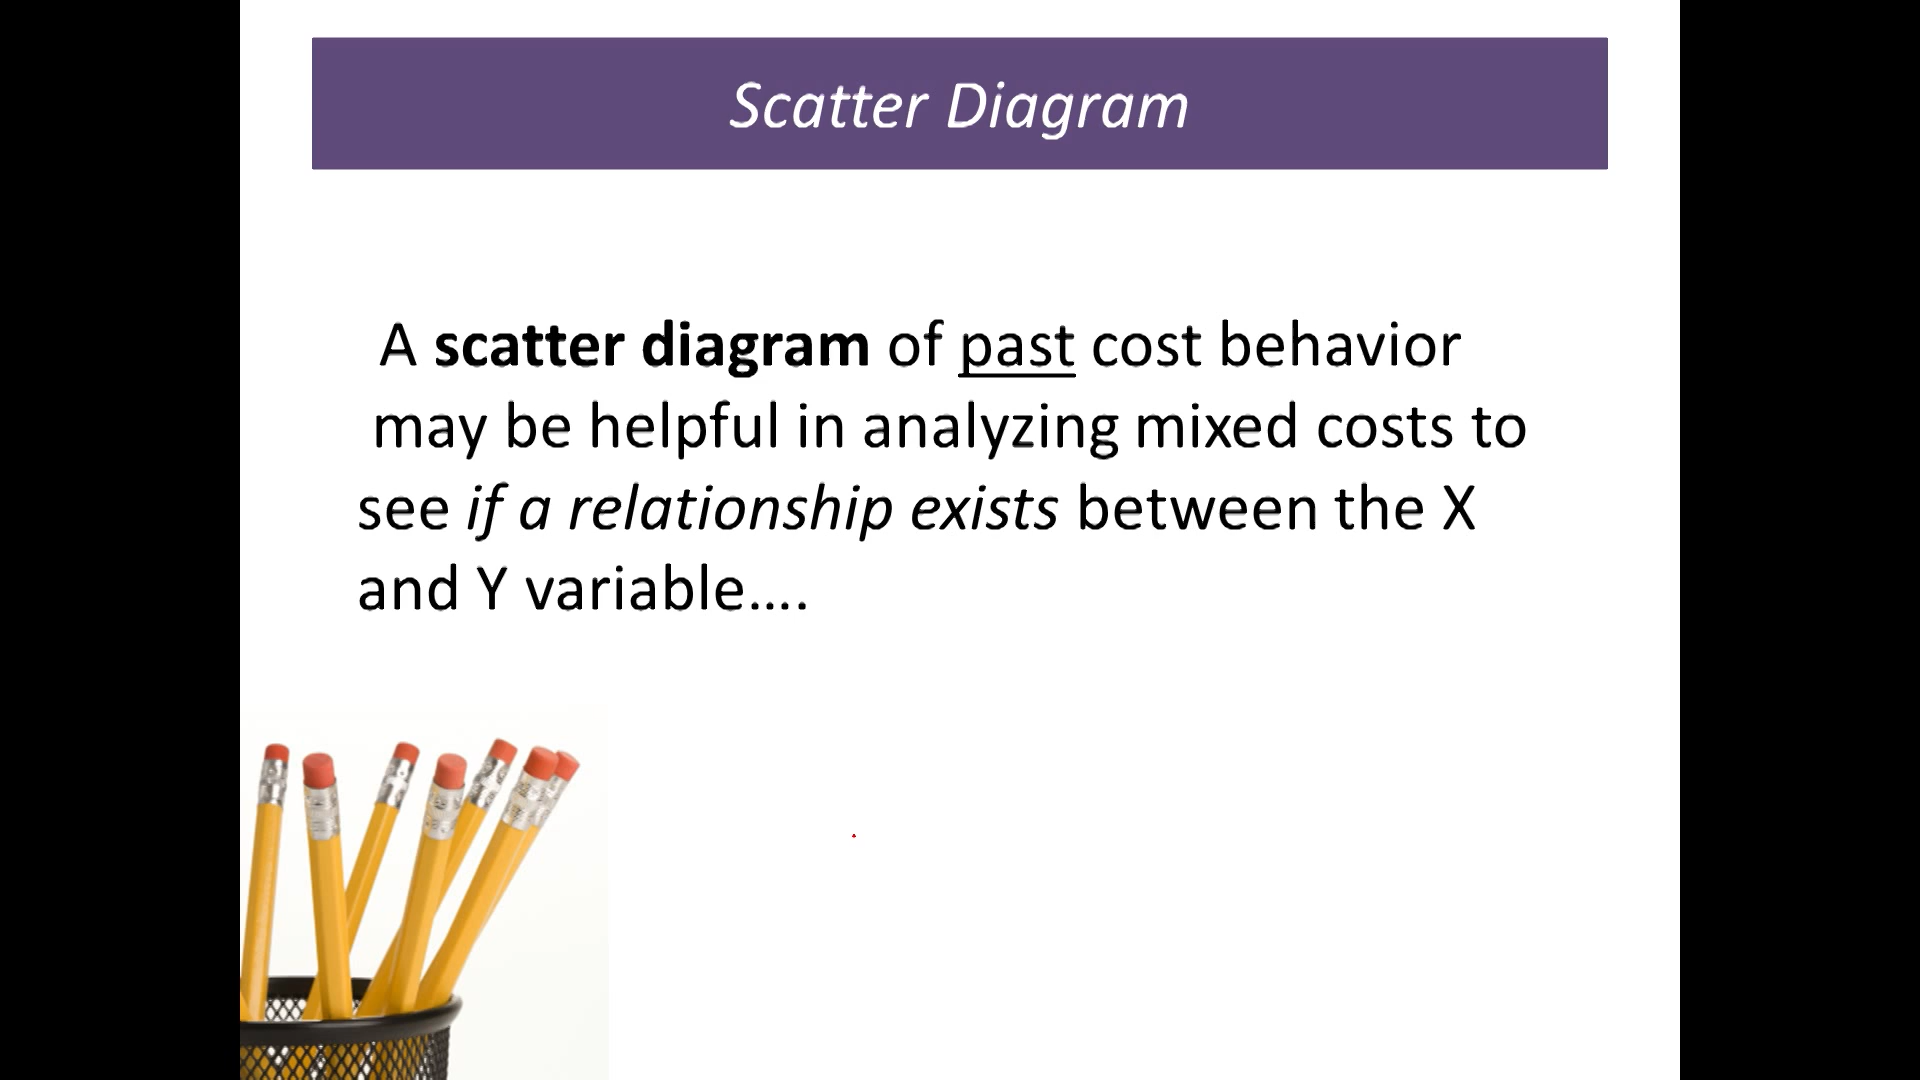 Scatter Diagram
A scatter diagram of past cost behavior
may be helpful in analyzing mixed costs to
see if a relationship exists between the X
and Y variable….